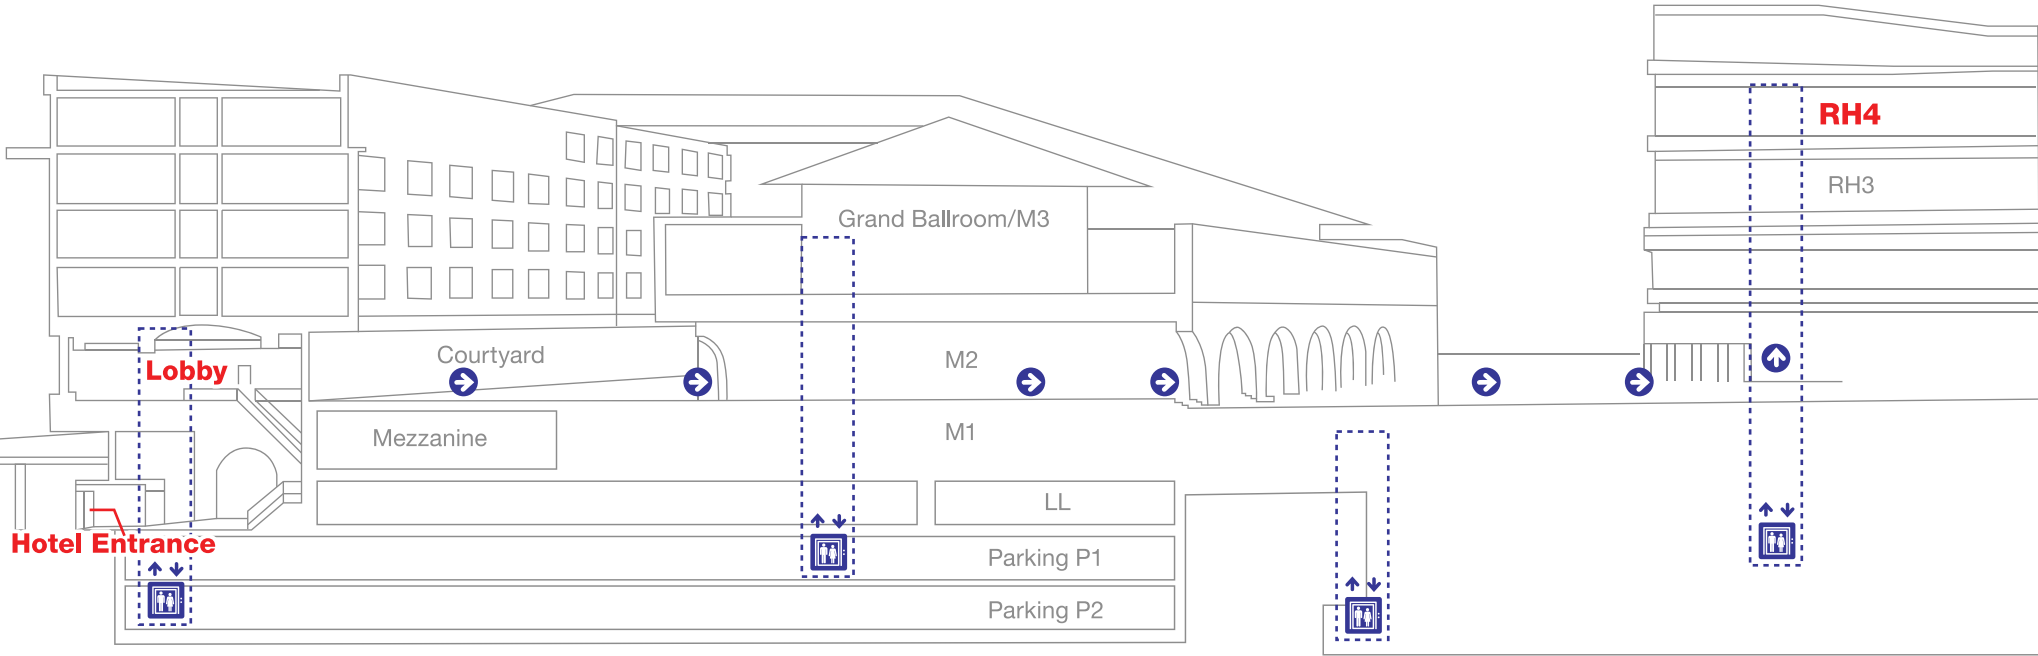 RH4
RH3
Grand Ballroom/M3
Courtyard
M2
Lobby
Mezzanine
M1
LL
Hotel Entrance
Parking P1
Parking P2